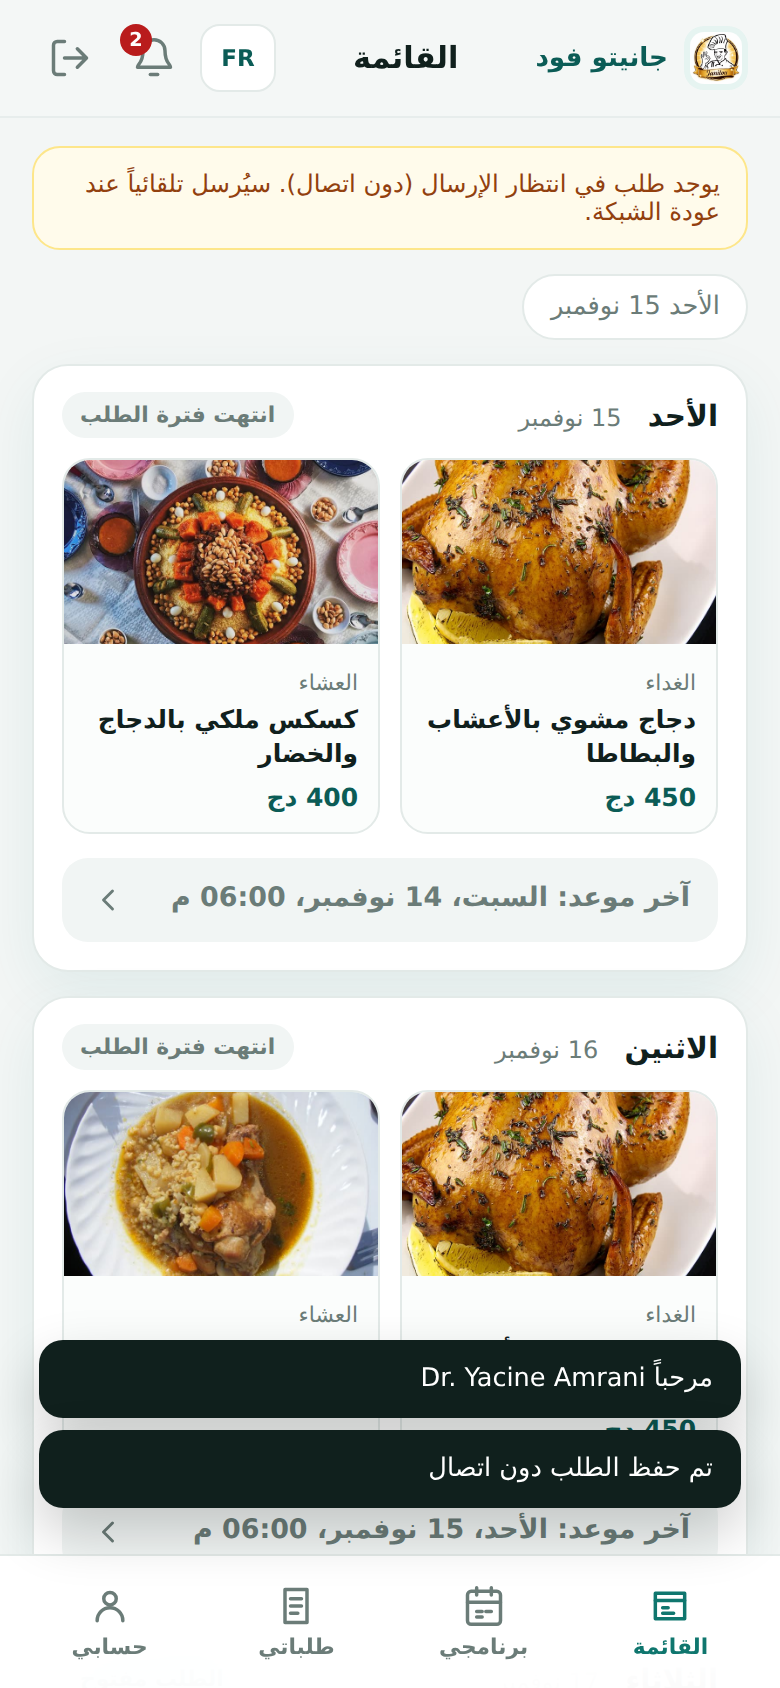 جانيتو فود
القائمة
FR
2
يوجد طلب في انتظار الإرسال (دون اتصال). سيُرسل تلقائياً عند
عودة الشبكة.
الأحد 15 نوفمبر
الأحد 15 نوفمبر
انتهت فترة الطلب
الغداء
دجاج مشوي بالأعشاب
والبطاطا
450 دج
العشاء
كسكس ملكي بالدجاج
والخضار
400 دج
آخر موعد: السبت، 14 نوفمبر، 06:00 م
الاثنين 16 نوفمبر
انتهت فترة الطلب
الغداء
العشاء
مرحباً Dr. Yacine Amrani
450 دج
تم حفظ الطلب دون اتصال
آخر موعد: الأحد، 15 نوفمبر، 06:00 م
القائمة
برنامجي
طلباتي
حسابي